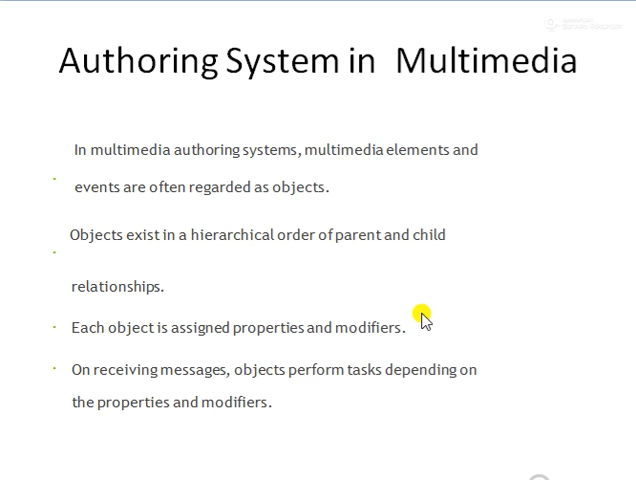 Authoring System in Multimedia
In multimedia authoring systems, multimedia elements and
events are often regarded as objects.
Objects exist in a hierarchical order of parent and child
relationships.
Each object is assigned properties and modifiers.
On receiving messages, objects perform tasks depending on
the properties and modifiers.